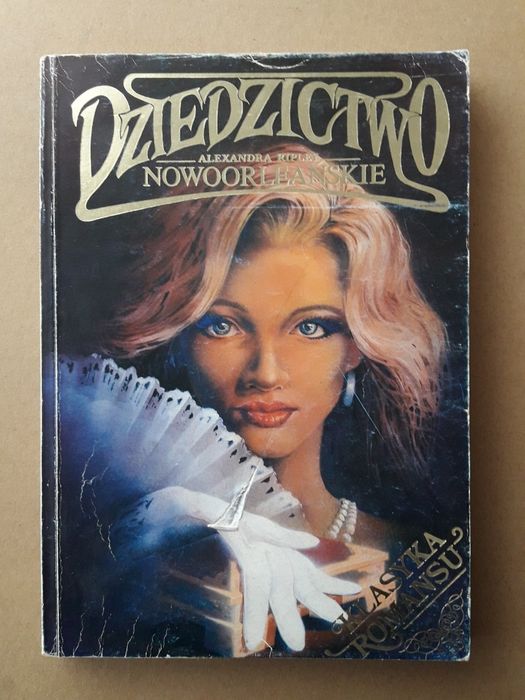 DZIEDZICTWO
ALEXANDRA RIPLEY
NOWOORLEAŃSKIE
KLASYKA
ROMANSU